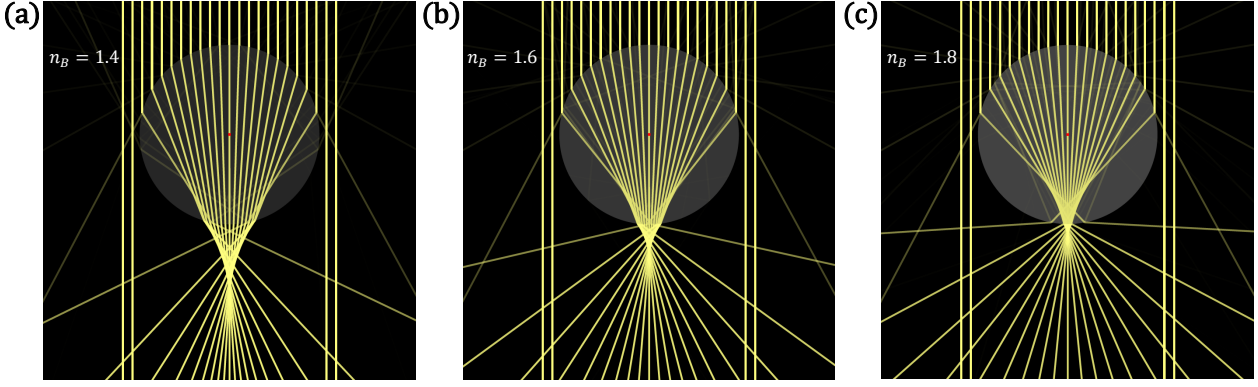 (a)
n_B = 1.4
(b)
n_B = 1.6
(c)
n_B = 1.8